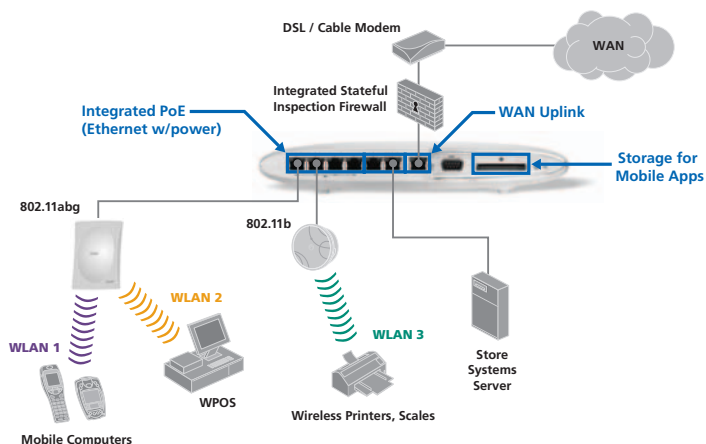 DSL / Cable Modem
WAN
Integrated Stateful
Inspection Firewall
Integrated PoE
(Ethernet w/power)
WAN Uplink
Storage for
Mobile Apps
802.11abg
802.11b
WLAN 2
WLAN 1
WLAN 3
WPOS
Store
Systems
Server
Wireless Printers, Scales
Mobile Computers